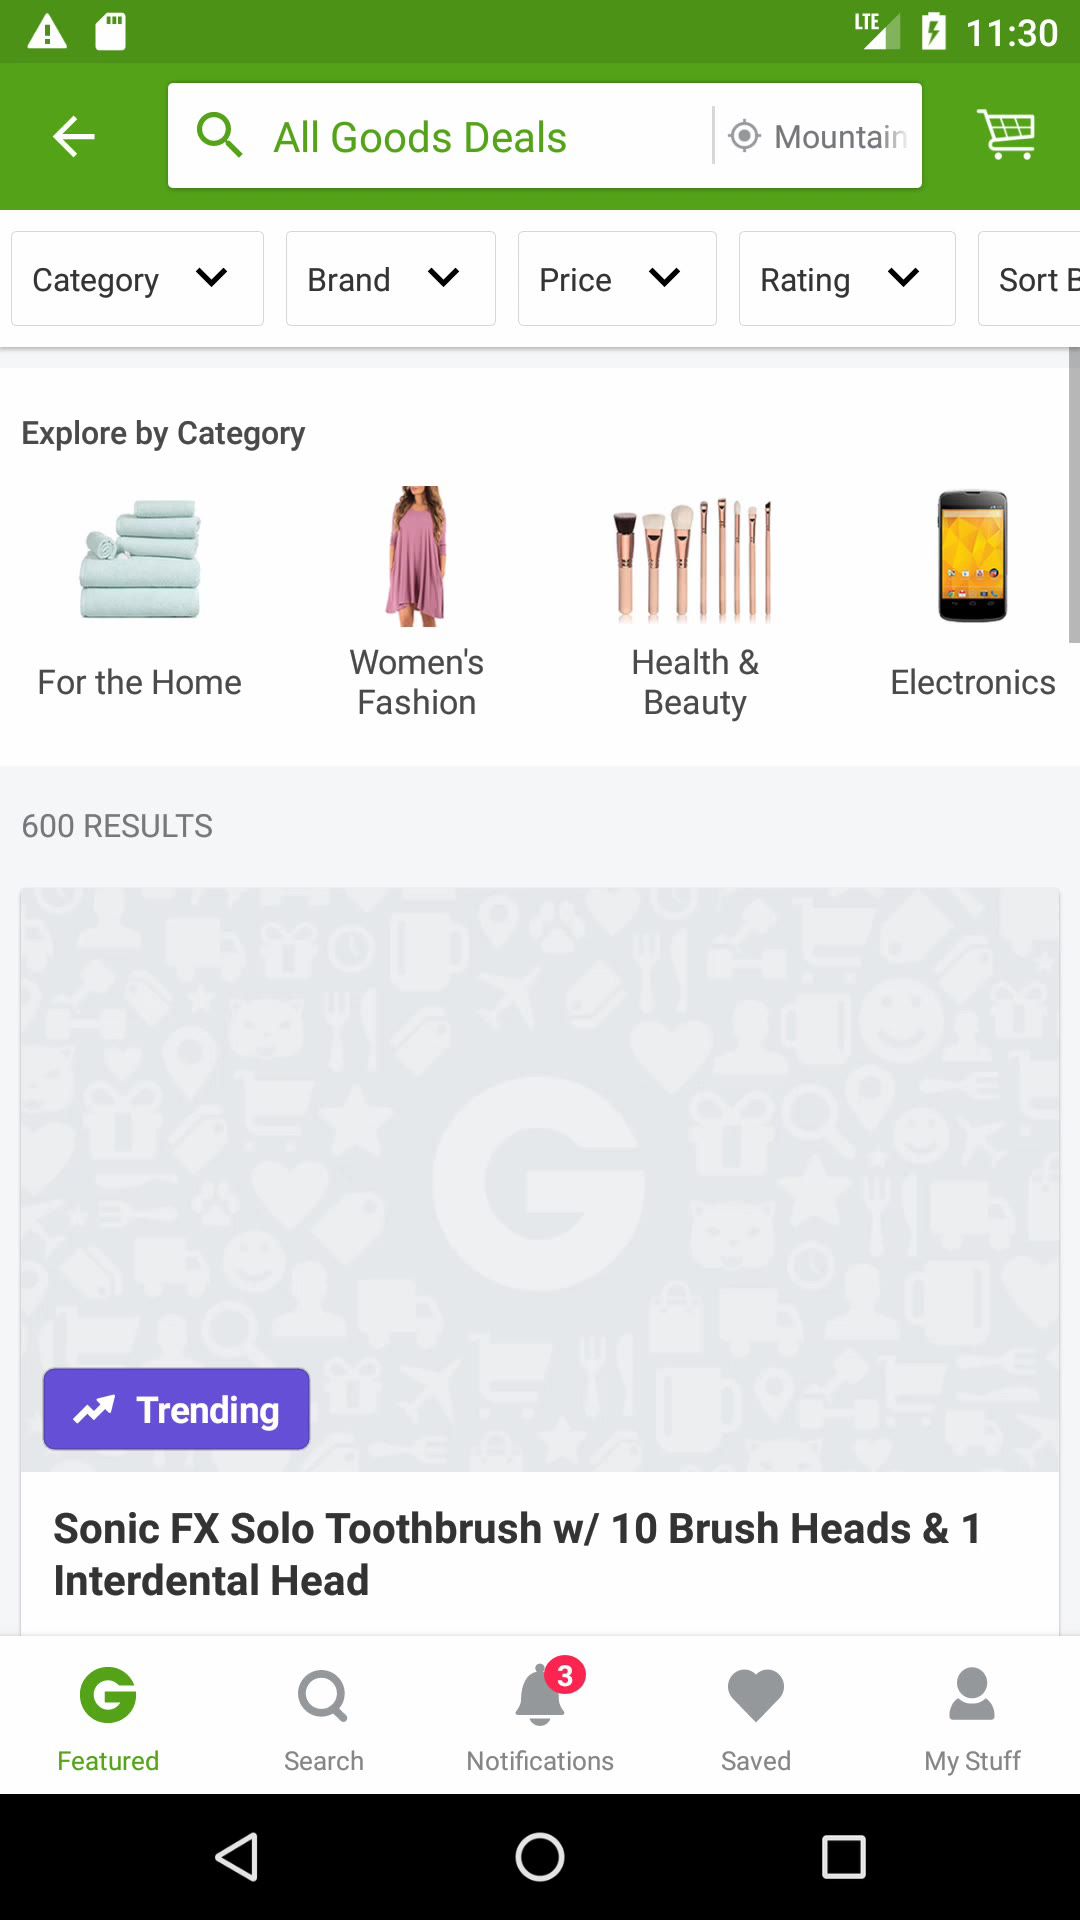 LTE
11:30
All Goods Deals
Mountain
Category
Brand
Price
Rating
Sort B
Explore by Category
For the Home
Women's
Fashion
Health &
Beauty
Electronics
600 RESULTS
G
Trending
Sonic FX Solo Toothbrush w/ 10 Brush Heads & 1
Interdental Head
G
3
Featured
Search
Notifications
Saved
My Stuff